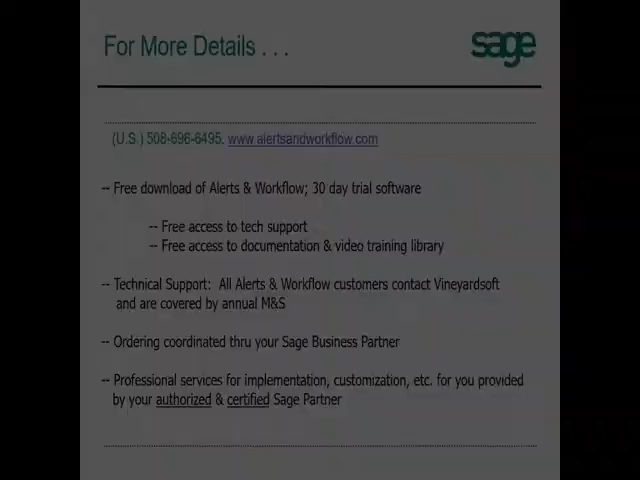 For More Details . . .
sage
(U.S.) 508-696-6495. www.alertsandworkflow.com
-- Free download of Alerts & Workflow; 30 day trial software
-- Free access to tech support
-- Free access to documentation & video training library
-- Technical Support: All Alerts & Workflow customers contact Vineyardsoft
and are covered by annual M&S
-- Ordering coordinated thru your Sage Business Partner
-- Professional services for implementation, customization, etc. for you provided
by your authorized & certified Sage Partner